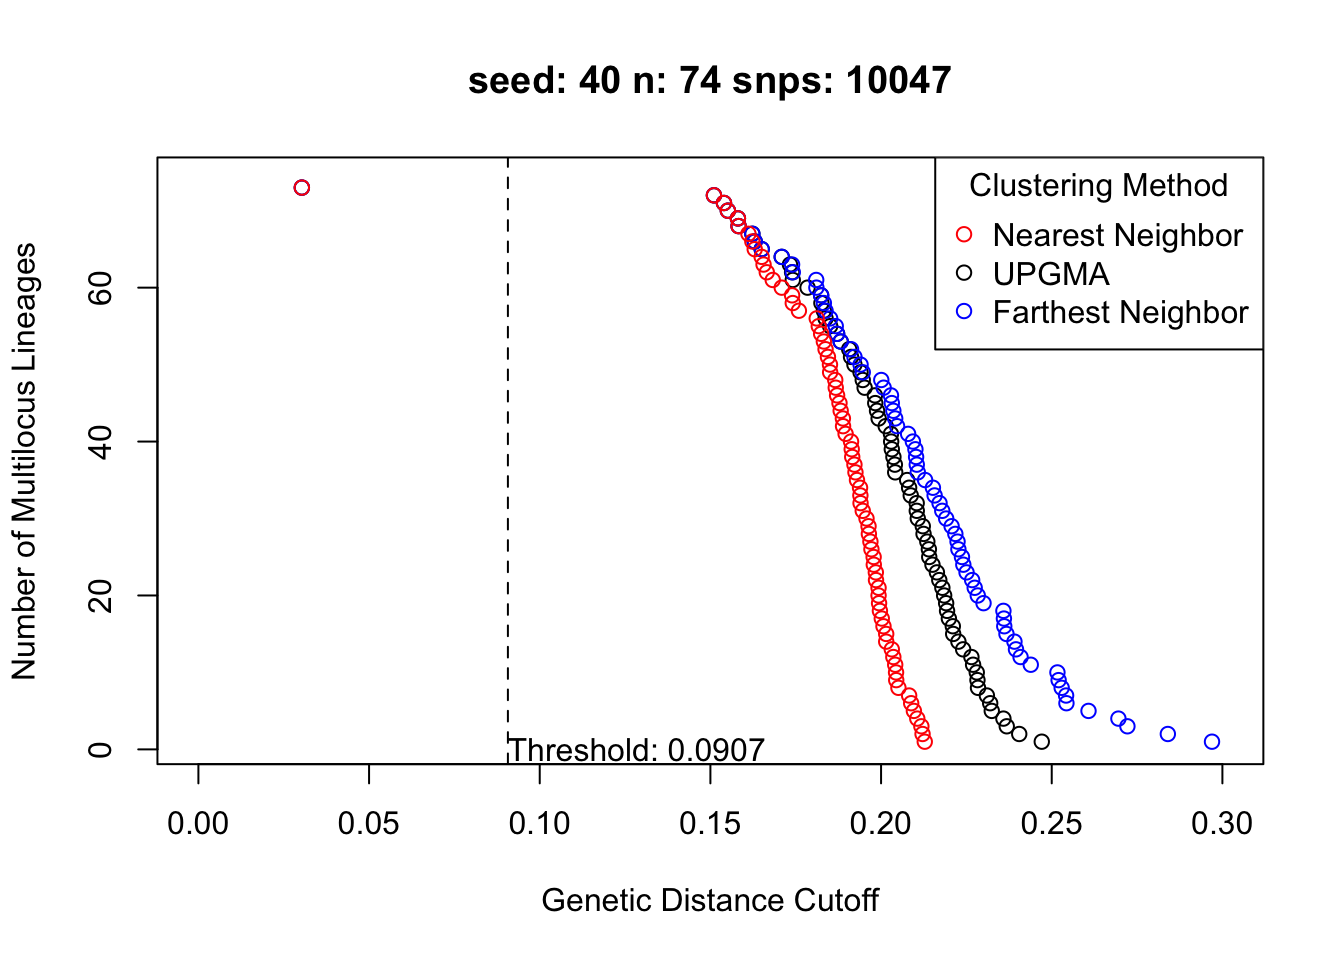 seed: 40 n: 74 snps: 10047
Clustering Method
Nearest Neighbor
UPGMA
Farthest Neighbor
Number of Multilocus Lineages
60
40
20
0
Threshold: 0.0907
0.00 0.05 0.10 0.15 0.20 0.25 0.30
Genetic Distance Cutoff